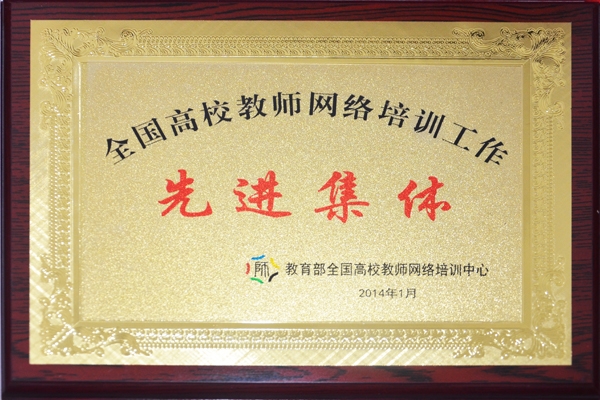 全国高校教师网络培训工作
先进集体
师 教育部全国高校教师网络培训中心
2014年1月